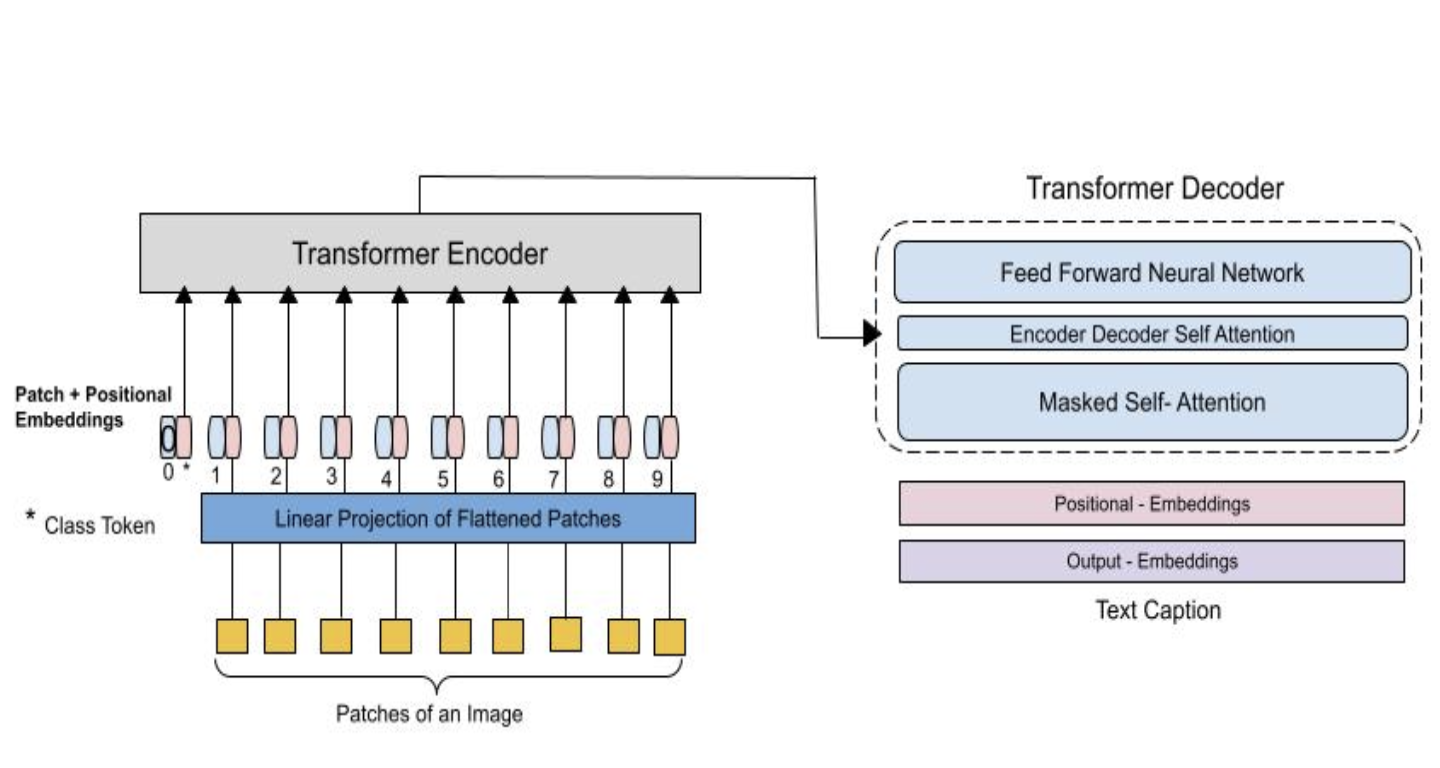 Transformer Decoder
Transformer Encoder
Feed Forward Neural Network
Encoder Decoder Self Attention
Masked Self- Attention
Patch + Positional
Embeddings
0 * 1 2 3 4 5 6 7 8 9
* Class Token
Linear Projection of Flattened Patches
Positional - Embeddings
Output - Embeddings
Text Caption
Patches of an Image